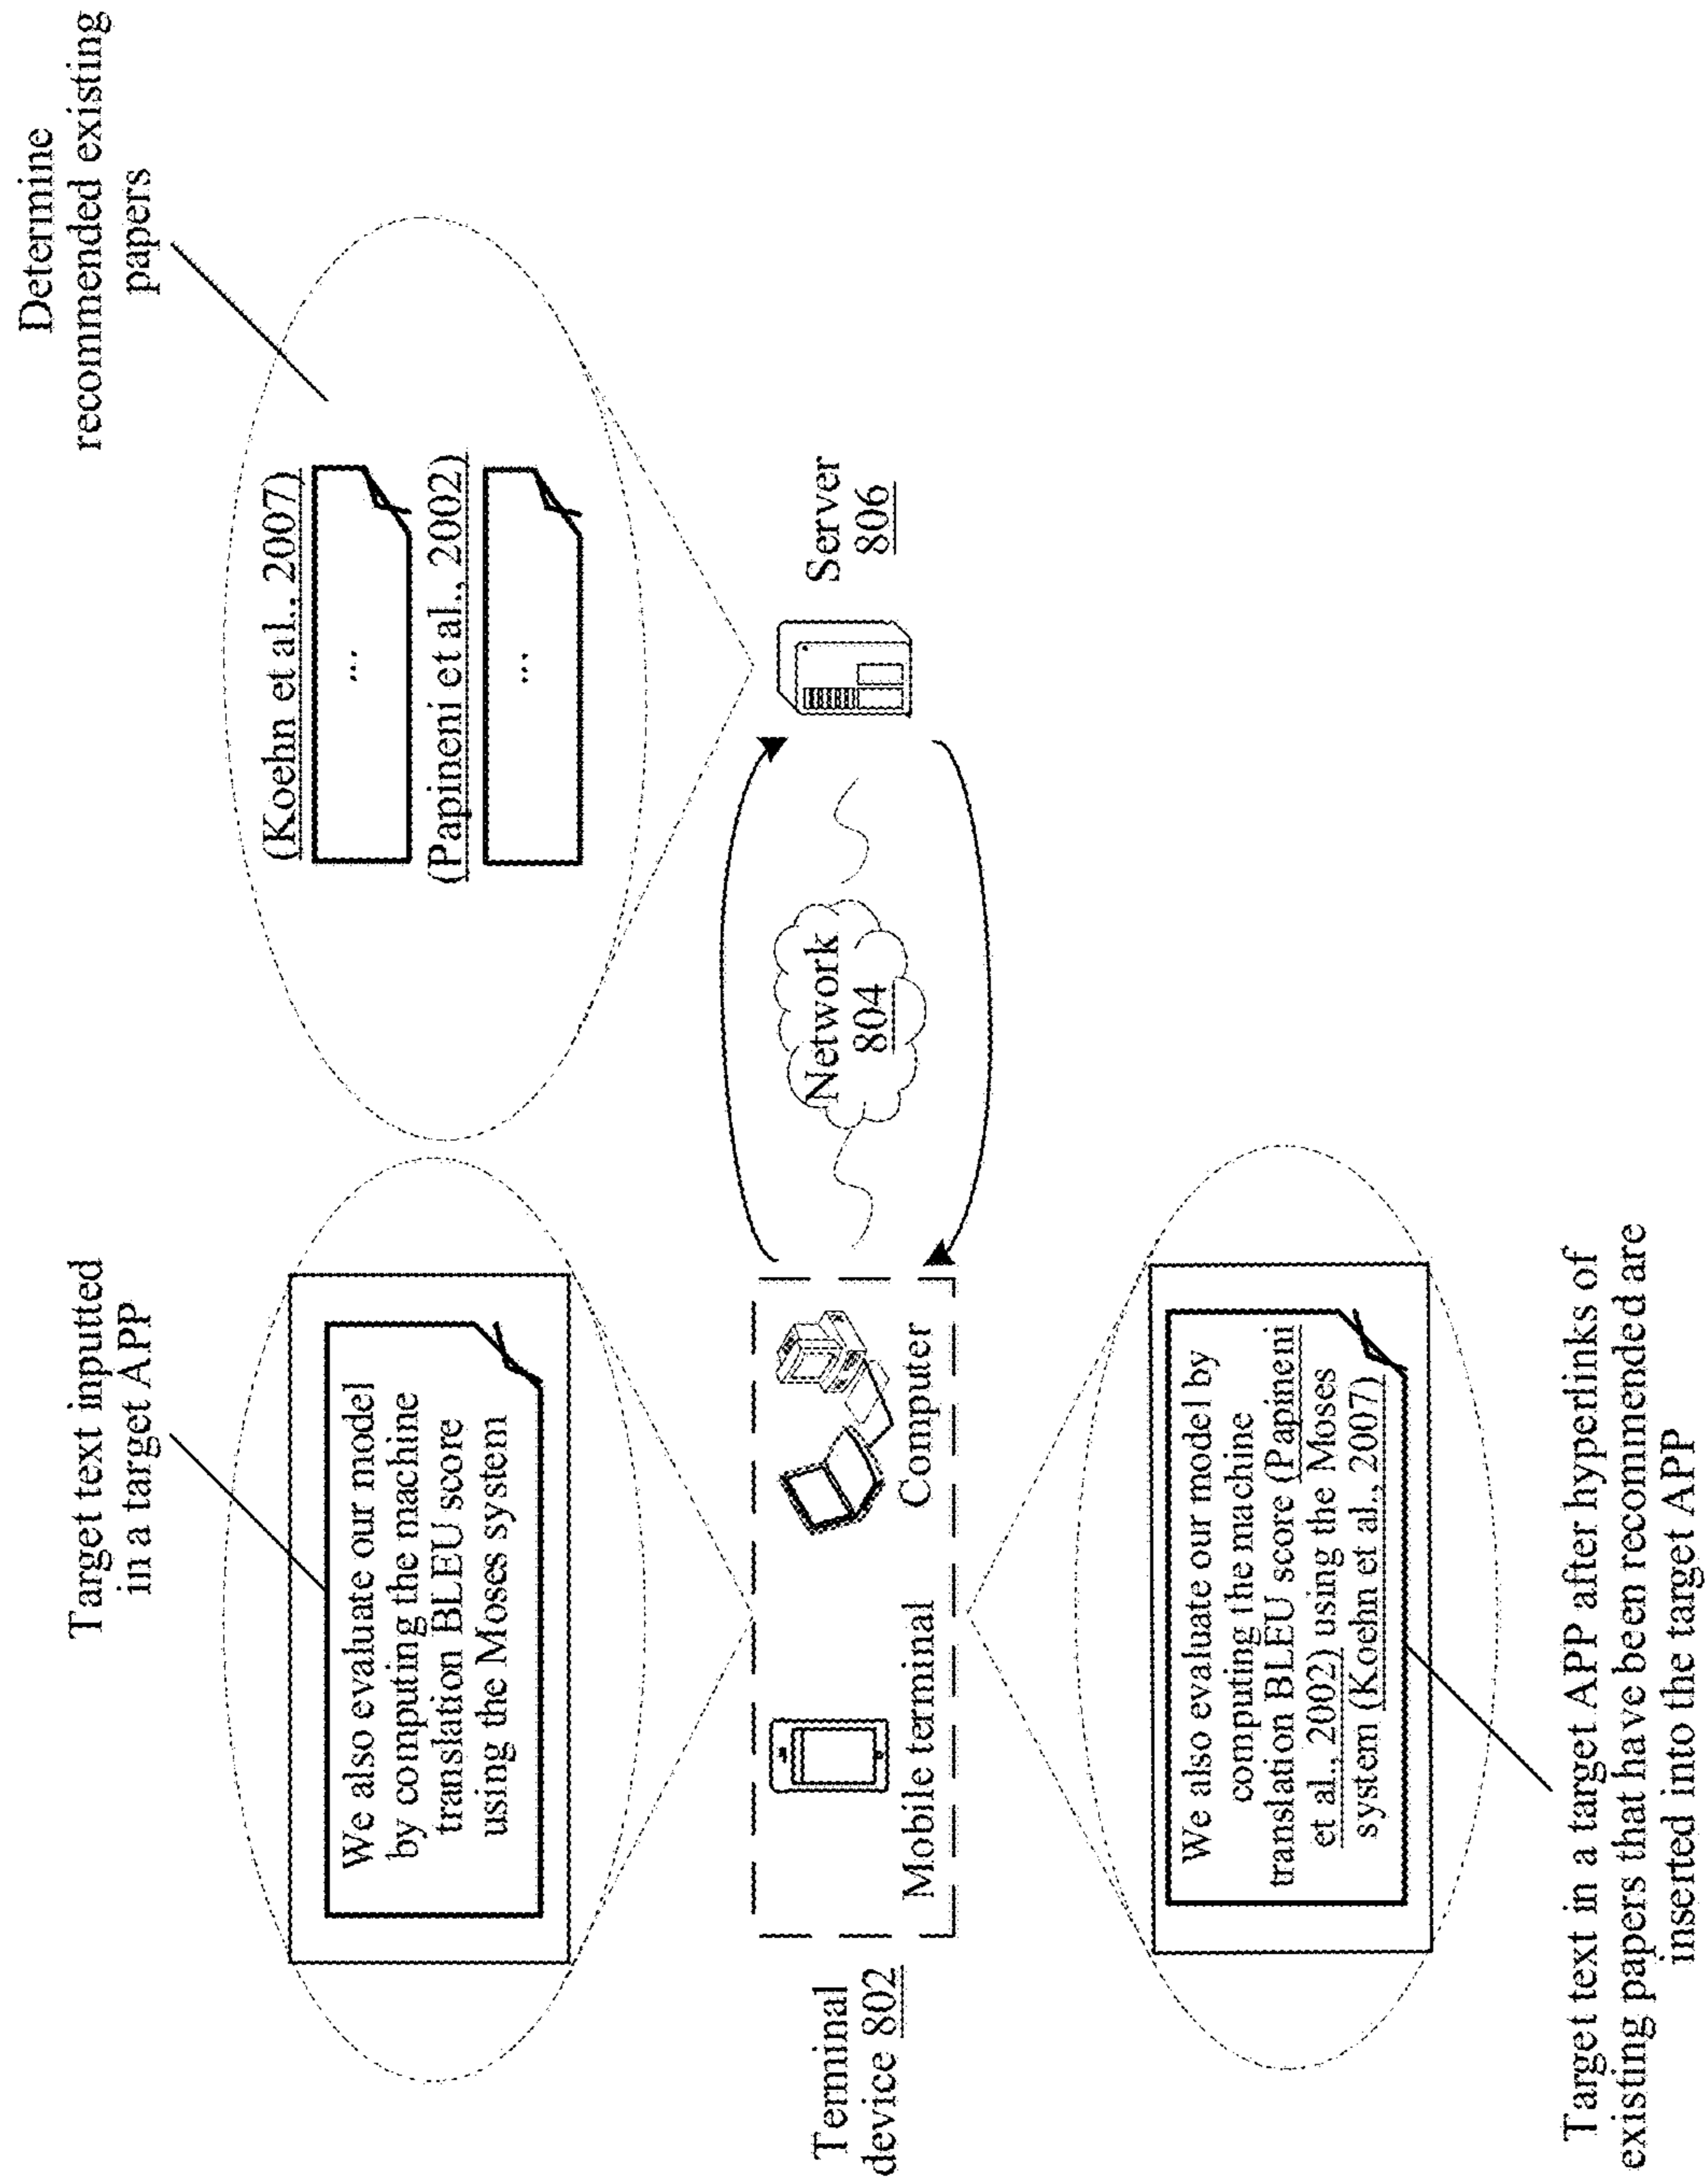 Target text inputted
in a target APP
We also evaluate our model
by computing the machine
translation BLEU score
using the Moses system
Determine
recommended existing
papers
(Koehn et al., 2007)
...
(Papineni et al., 2002)
...
Terminal
device 802
Mobile terminal
Computer
Network
804
Server
806
We also evaluate our model by
computing the machine
translation BLEU score (Papineni
et al., 2002) using the Moses
system (Koehn et al., 2007)
Target text in a target APP after hyperlinks of
existing papers that have been recommended are
inserted into the target APP